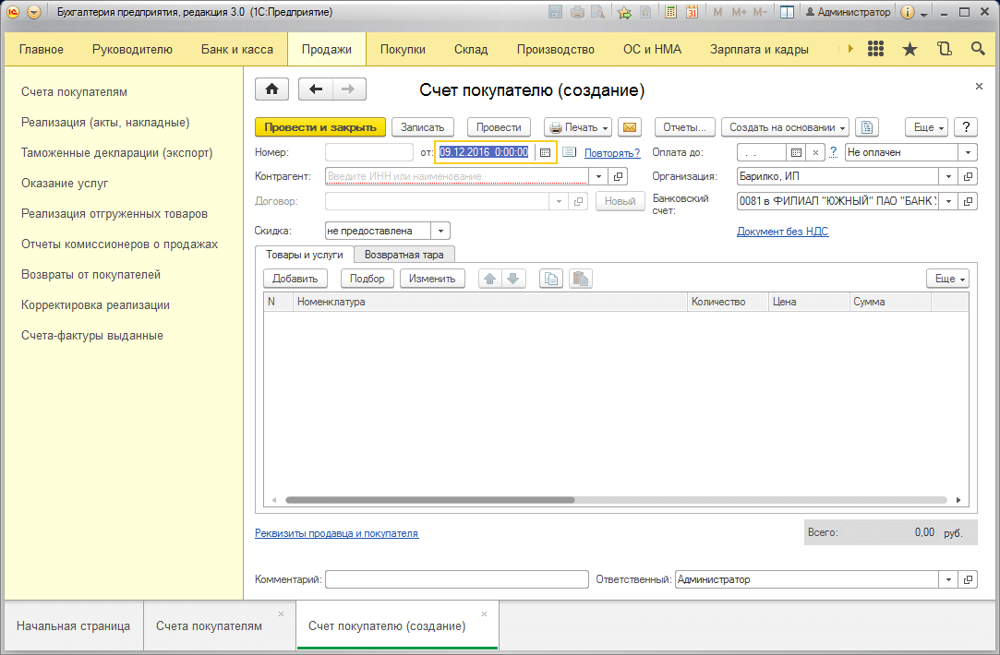 Бухгалтерия предприятия, редакция 3.0 (1С:Предприятие)
M M+ M-
Администратор
Главное Руководителю Банк и касса Продажи Покупки Склад Производство ОС и НМА Зарплата и кадры
Счета покупателям
Реализация (акты, накладные)
Таможенные декларации (экспорт)
Оказание услуг
Реализация отгруженных товаров
Отчеты комиссионеров о продажах
Возвраты от покупателей
Корректировка реализации
Счета-фактуры выданные
Счет покупателю (создание)
Провести и закрыть Записать Провести Печать Отчеты... Создать на основании Еще ?
Номер: от: 09.12.2016 0:00:00 Повторять? Оплата до: . . ? Не оплачен
Контрагент: Введите ИНН или наименование Организация: Барилко, ИП
Договор: Новый Банковский счет: 0081 в ФИЛИАЛ "ЮЖНЫЙ" ПАО "БАНК
Скидка: не предоставлена Документ без НДС
Товары и услуги Возвратная тара
Добавить Подбор Изменить Еще
N Номенклатура Количество Цена Сумма
Реквизиты продавца и покупателя Всего: 0,00 руб.
Комментарий: Ответственный: Администратор
Начальная страница Счета покупателям Счет покупателю (создание)